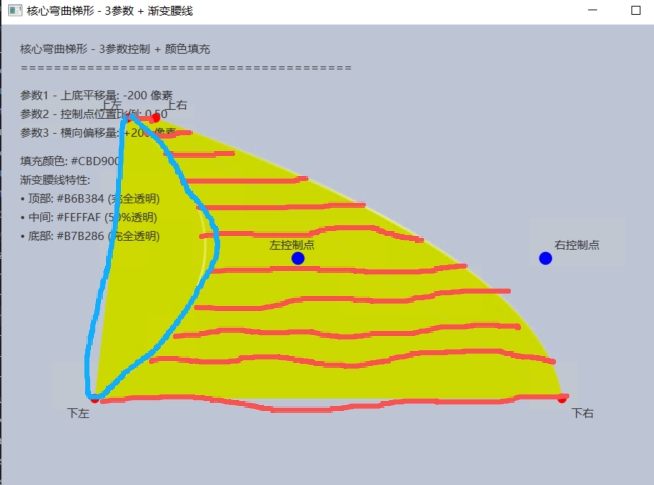 核心弯曲梯形 - 3参数 + 渐变腰线
核心弯曲梯形 - 3参数控制 + 颜色填充
========================================
参数1 - 上底平移量: -200 像素
上左
上右
参数2 - 控制点位置比例: 0.50
参数3 - 横向偏移量: +200 像素
填充颜色: #CBD900
渐变腰线特性:
• 顶部: #B6B384 (完全透明)
• 中间: #FEFFAF (50%透明)
• 底部: #B7B286 (完全透明)
左控制点
右控制点
下左
下右